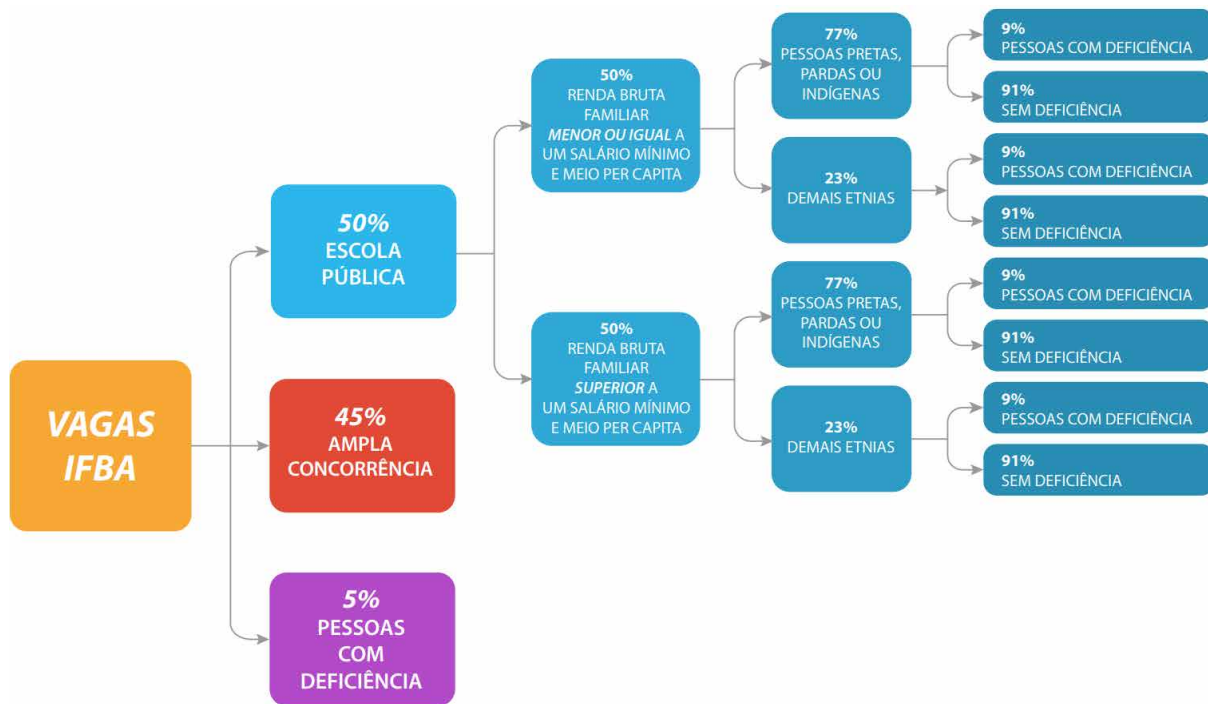 VAGAS
IFBA
50%
ESCOLA
PÚBLICA
45%
AMPLA
CONCORRÊNCIA
5%
PESSOAS
COM
DEFICIÊNCIA
50%
RENDA BRUTA
FAMILIAR
MENOR OU IGUAL A
UM SALÁRIO MÍNIMO
E MEIO PER CAPITA
50%
RENDA BRUTA
FAMILIAR
SUPERIOR A
UM SALÁRIO MÍNIMO
E MEIO PER CAPITA
77%
PESSOAS PRETAS,
PARDAS OU
INDÍGENAS
23%
DEMAIS ETNIAS
77%
PESSOAS PRETAS,
PARDAS OU
INDÍGENAS
23%
DEMAIS ETNIAS
9%
PESSOAS COM DEFICIÊNCIA
91%
SEM DEFICIÊNCIA
9%
PESSOAS COM DEFICIÊNCIA
91%
SEM DEFICIÊNCIA
9%
PESSOAS COM DEFICIÊNCIA
91%
SEM DEFICIÊNCIA
9%
PESSOAS COM DEFICIÊNCIA
91%
SEM DEFICIÊNCIA